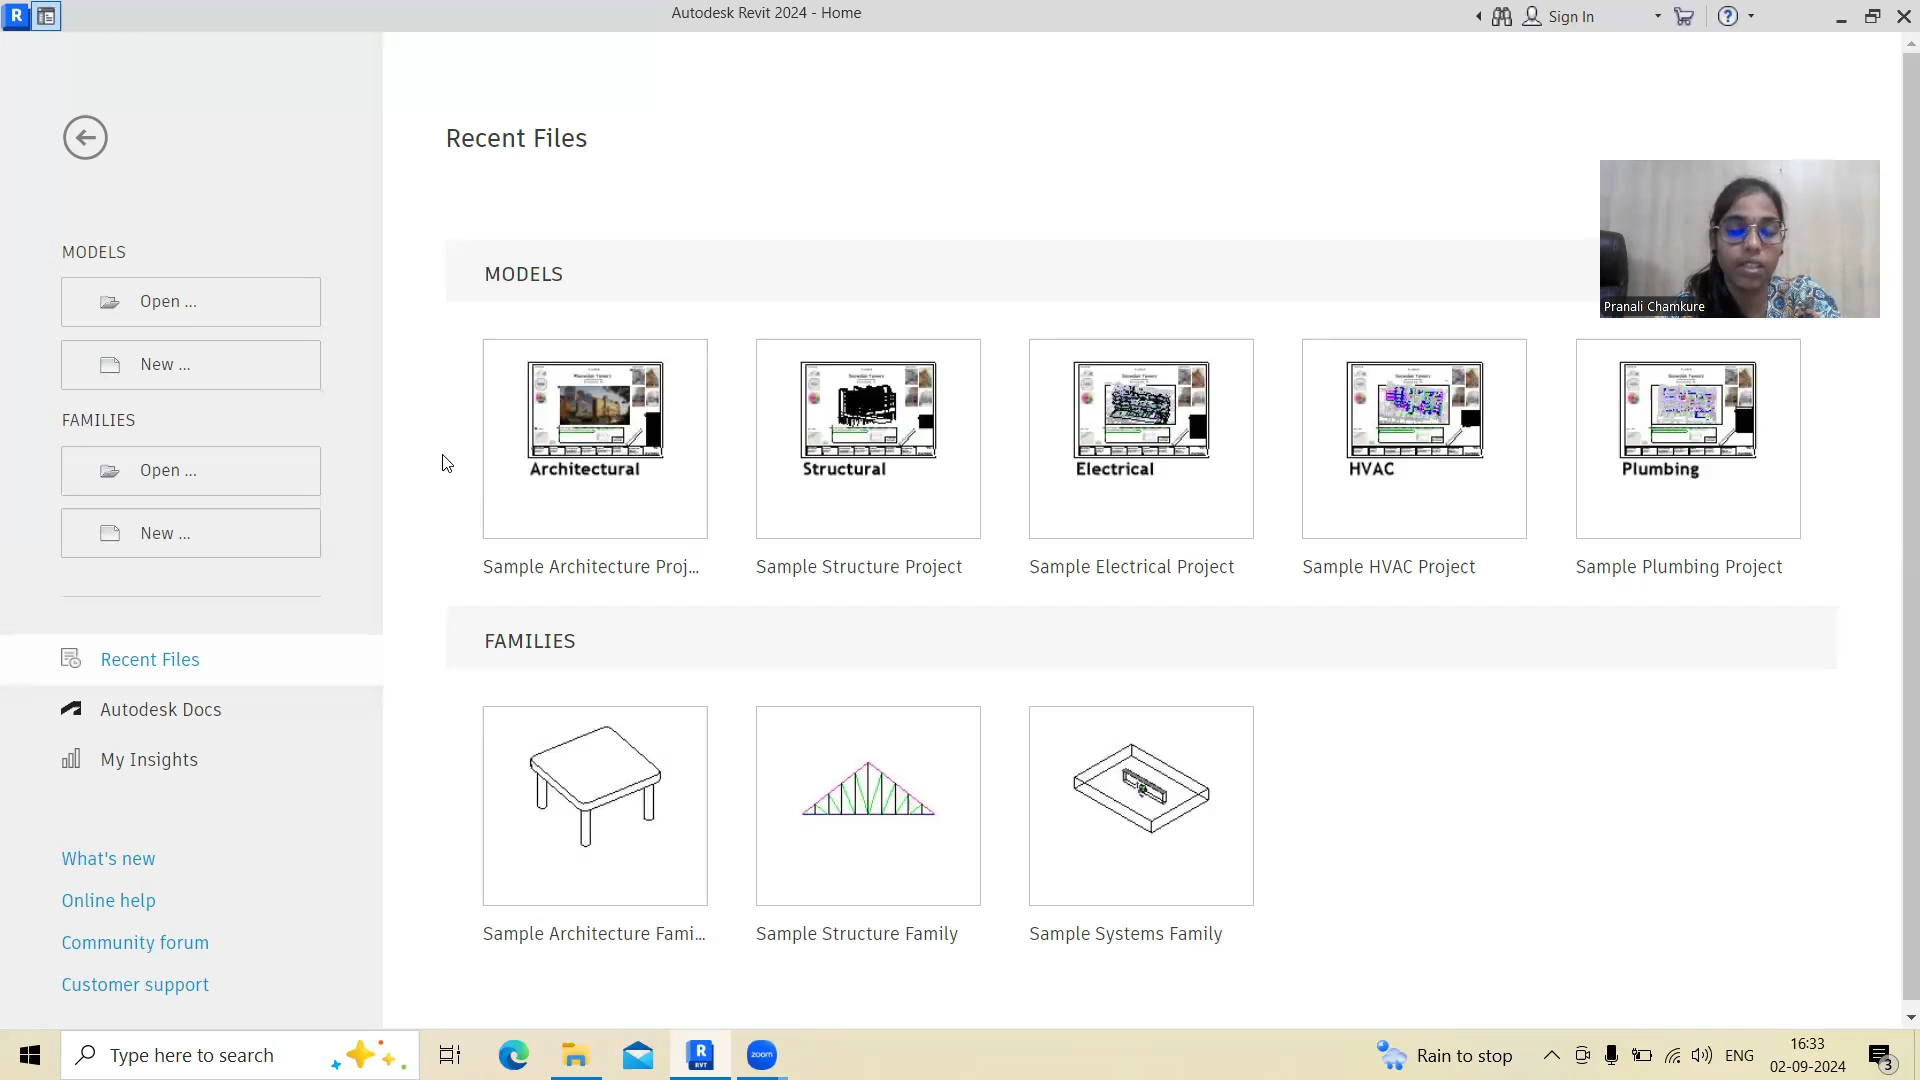 R
Autodesk Revit 2024 - Home
Sign In
?
Recent Files
MODELS
Open ...
New ...
FAMILIES
Open ...
New ...
Recent Files
Autodesk Docs
My Insights
What's new
Online help
Community forum
Customer support
MODELS
Pranali Chamkure
Architectural
Structural
Electrical
HVAC
Plumbing
Sample Architecture Proj...
Sample Structure Project
Sample Electrical Project
Sample HVAC Project
Sample Plumbing Project
FAMILIES
Sample Architecture Fami...
Sample Structure Family
Sample Systems Family
Type here to search
R
RVT
zoom
Rain to stop
ENG
16:33
02-09-2024
3